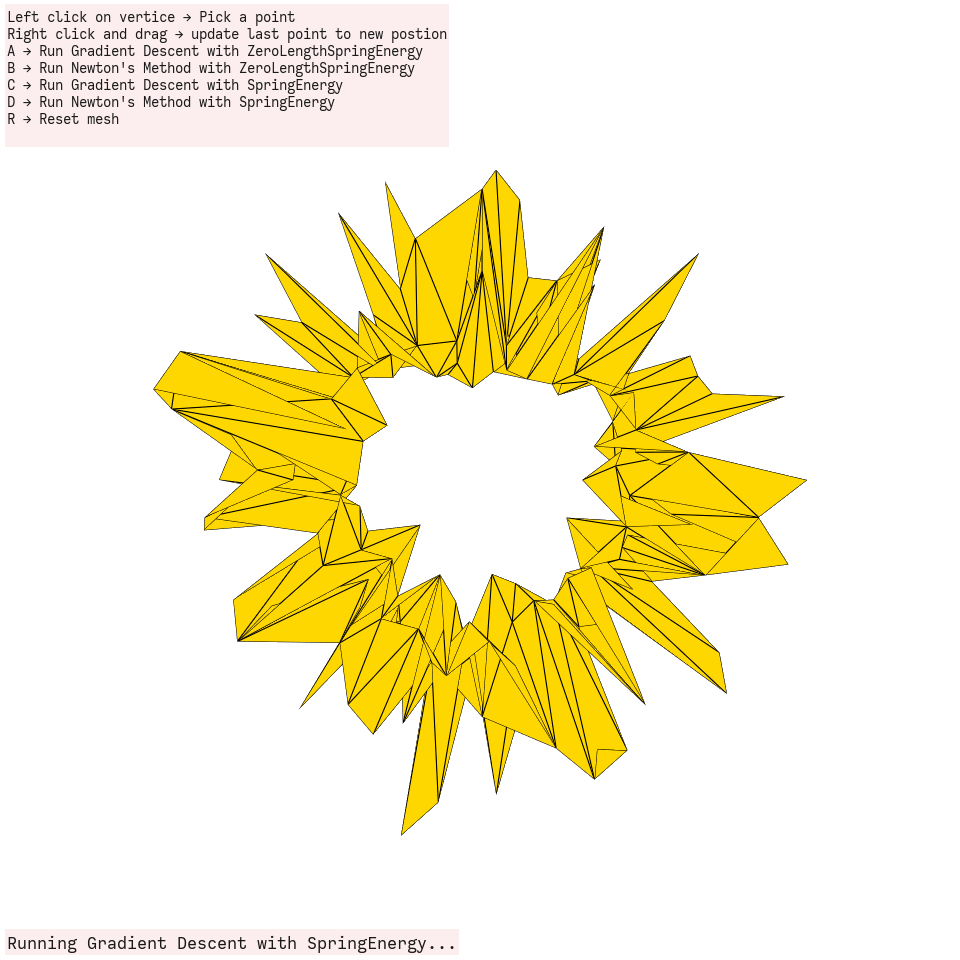 Left click on vertice → Pick a point
Right click and drag → update last point to new postion
A → Run Gradient Descent with ZeroLengthSpringEnergy
B → Run Newton's Method with ZeroLengthSpringEnergy
C → Run Gradient Descent with SpringEnergy
D → Run Newton's Method with SpringEnergy
R → Reset mesh
Running Gradient Descent with SpringEnergy...